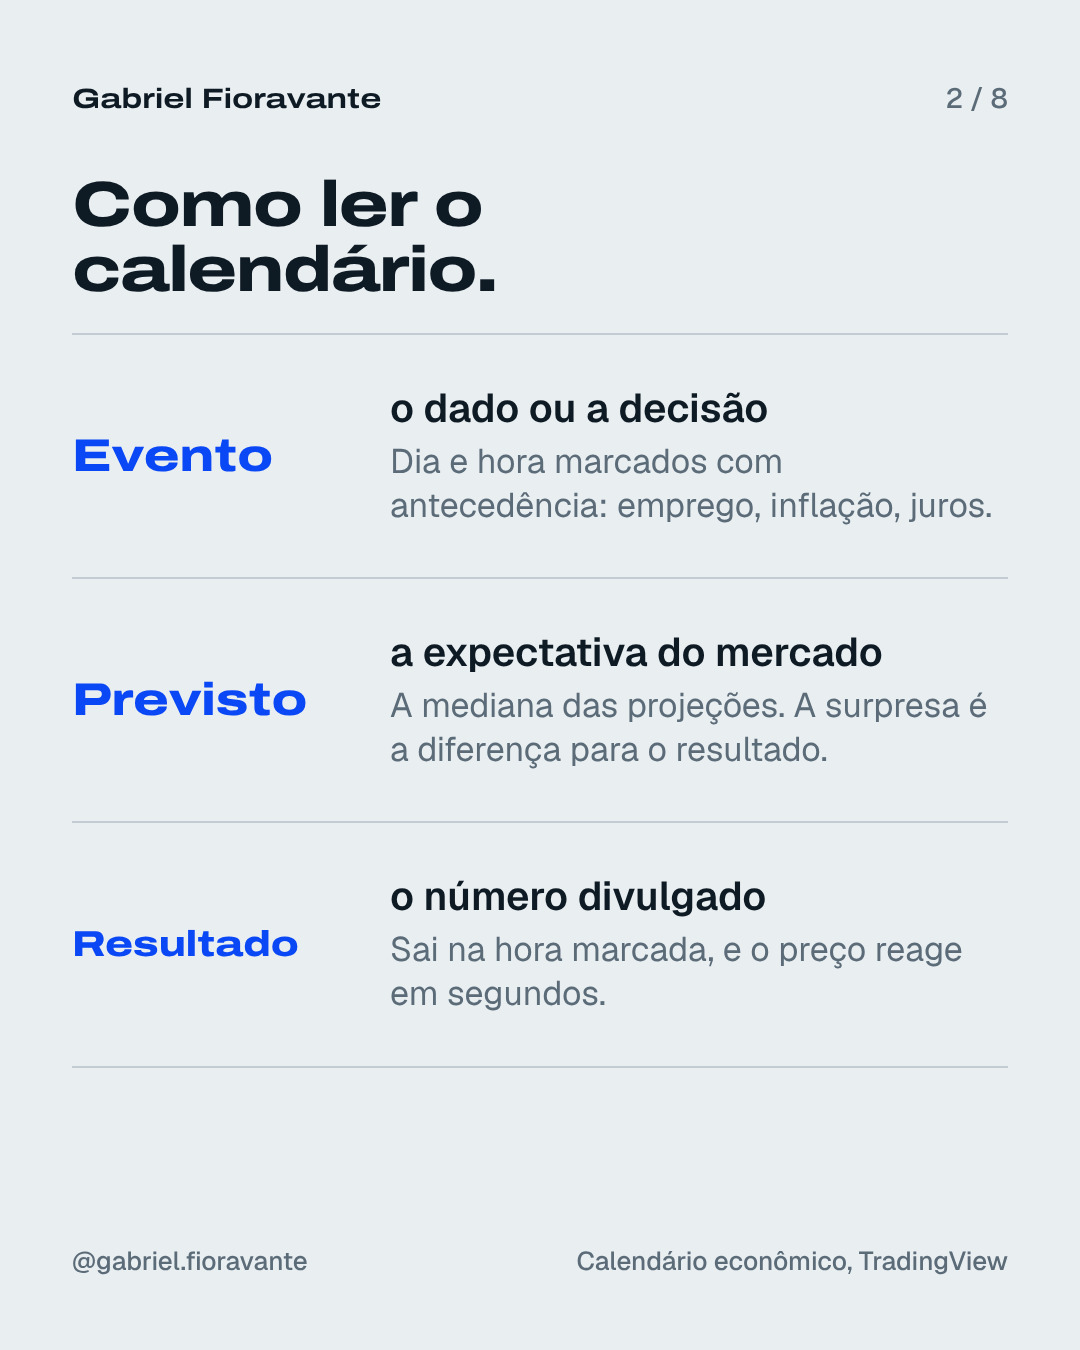 Gabriel Fioravante
2 / 8
Como ler o
calendário.
Evento
o dado ou a decisão
Dia e hora marcados com
antecedência: emprego, inflação, juros.
Previsto
a expectativa do mercado
A mediana das projeções. A surpresa é
a diferença para o resultado.
Resultado
o número divulgado
Sai na hora marcada, e o preço reage
em segundos.
@gabriel.fioravante
Calendário econômico, TradingView